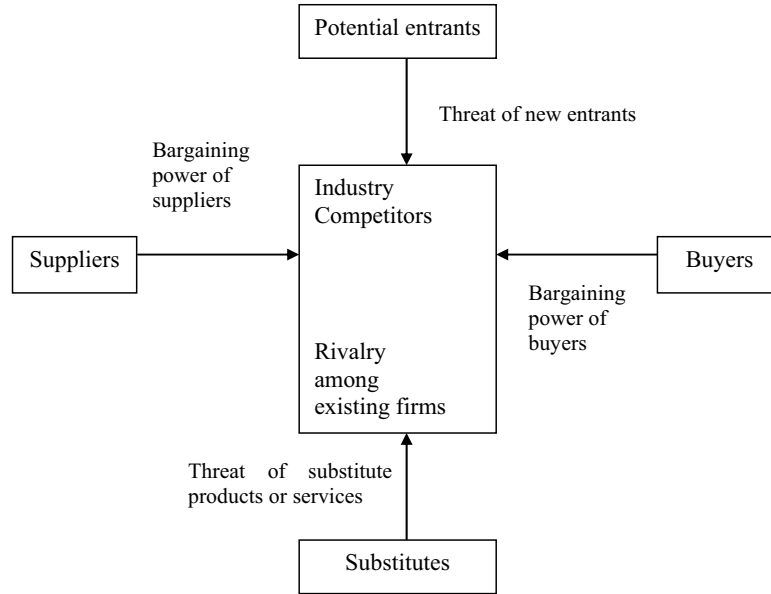 Potential entrants
Threat of new entrants
Bargaining
power of
suppliers
Industry
Competitors
Suppliers
Buyers
Bargaining
power of
buyers
Rivalry
among
existing firms
Threat of substitute
products or services
Substitutes